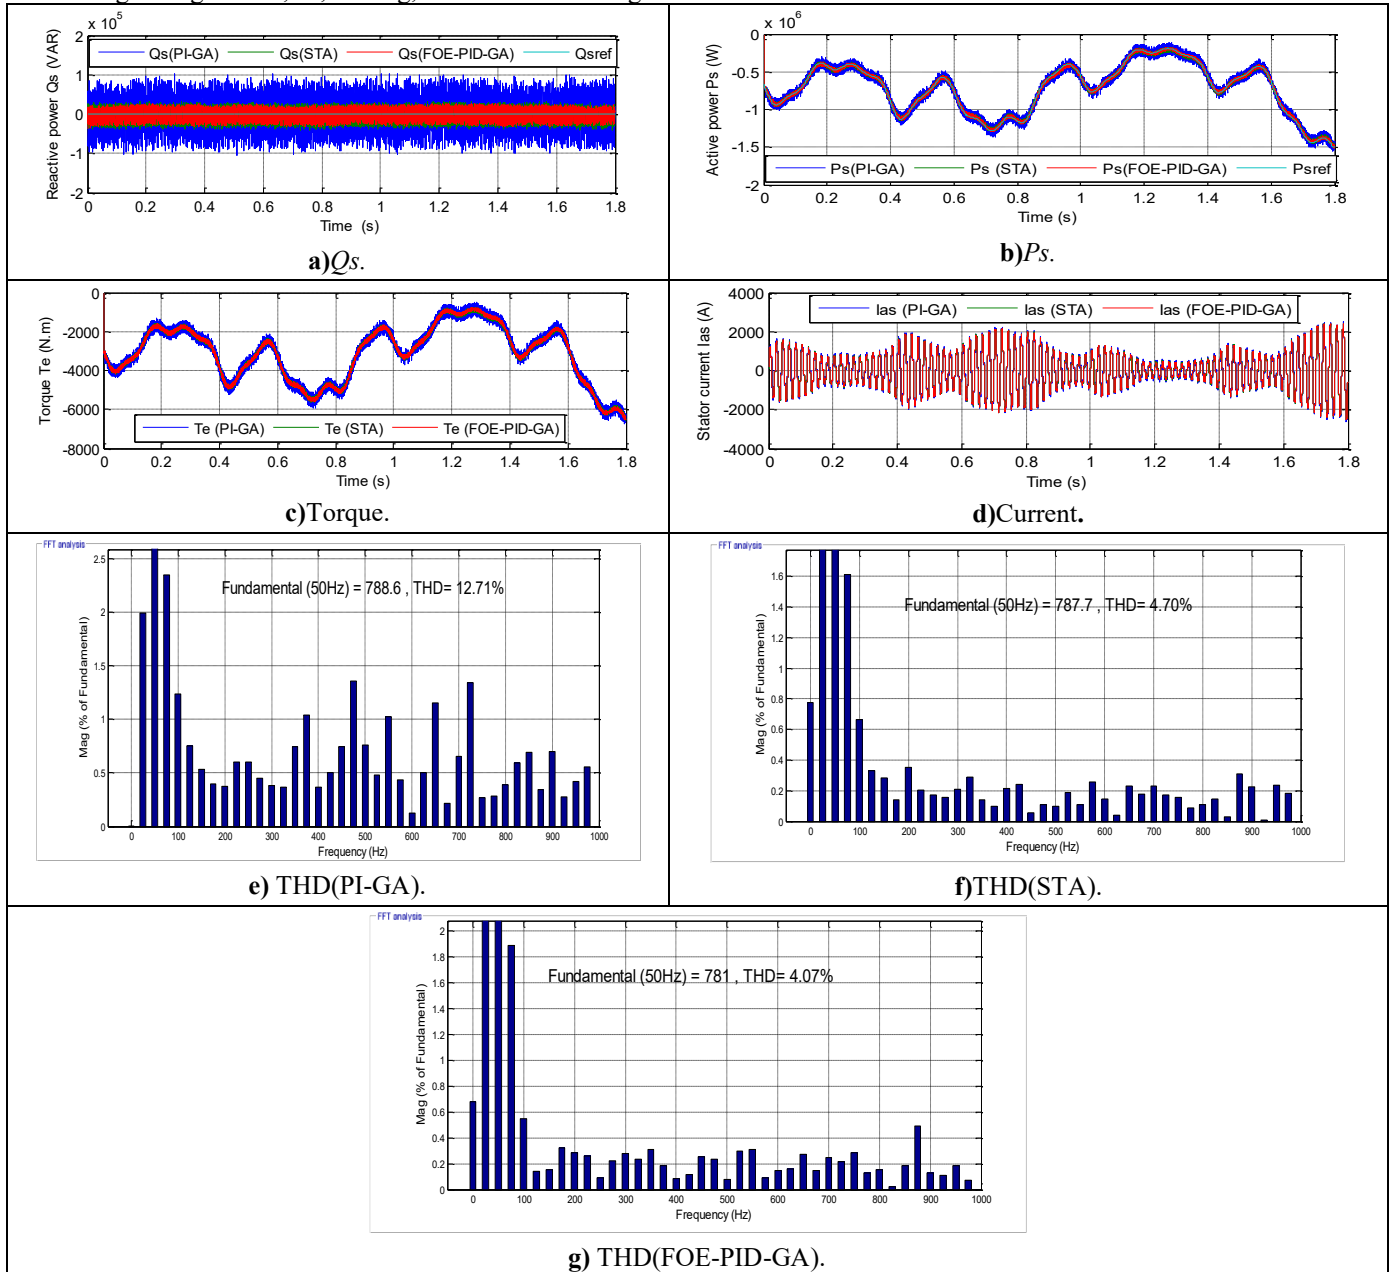 x 10^5
2
1
0
-1
-2
Reactive power Qs (VAR)
Qs(PI-GA) Qs(STA) Qs(FOE-PID-GA) Qsref
0 0.2 0.4 0.6 0.8 1 1.2 1.4 1.6 1.8
Time (s)
a)Qs.
x 10^6
0
-0.5
-1
-1.5
-2
Active power Ps (W)
Ps(PI-GA) Ps (STA) Ps(FOE-PID-GA) Psref
0 0.2 0.4 0.6 0.8 1 1.2 1.4 1.6 1.8
Time (s)
b)Ps.
0
-2000
-4000
-6000
-8000
Torque Te (N.m)
Te (PI-GA) Te (STA) Te (FOE-PID-GA)
0 0.2 0.4 0.6 0.8 1 1.2 1.4 1.6 1.8
Time (s)
c)Torque.
4000
2000
0
-2000
-4000
Stator current Ias (A)
Ias (PI-GA) Ias (STA) Ias (FOE-PID-GA)
0 0.2 0.4 0.6 0.8 1 1.2 1.4 1.6 1.8
Time (s)
d)Current.
FFT analysis
2.5
2
1.5
1
0.5
0
Mag (% of Fundamental)
Fundamental (50Hz) = 788.6 , THD= 12.71%
0 100 200 300 400 500 600 700 800 900 1000
Frequency (Hz)
e) THD(PI-GA).
FFT analysis
1.6
1.4
1.2
1
0.8
0.6
0.4
0.2
0
Mag (% of Fundamental)
Fundamental (50Hz) = 787.7 , THD= 4.70%
0 100 200 300 400 500 600 700 800 900 1000
Frequency (Hz)
f)THD(STA).
FFT analysis
2
1.8
1.6
1.4
1.2
1
0.8
0.6
0.4
0.2
0
Mag (% of Fundamental)
Fundamental (50Hz) = 781 , THD= 4.07%
0 100 200 300 400 500 600 700 800 900 1000
Frequency (Hz)
g) THD(FOE-PID-GA).